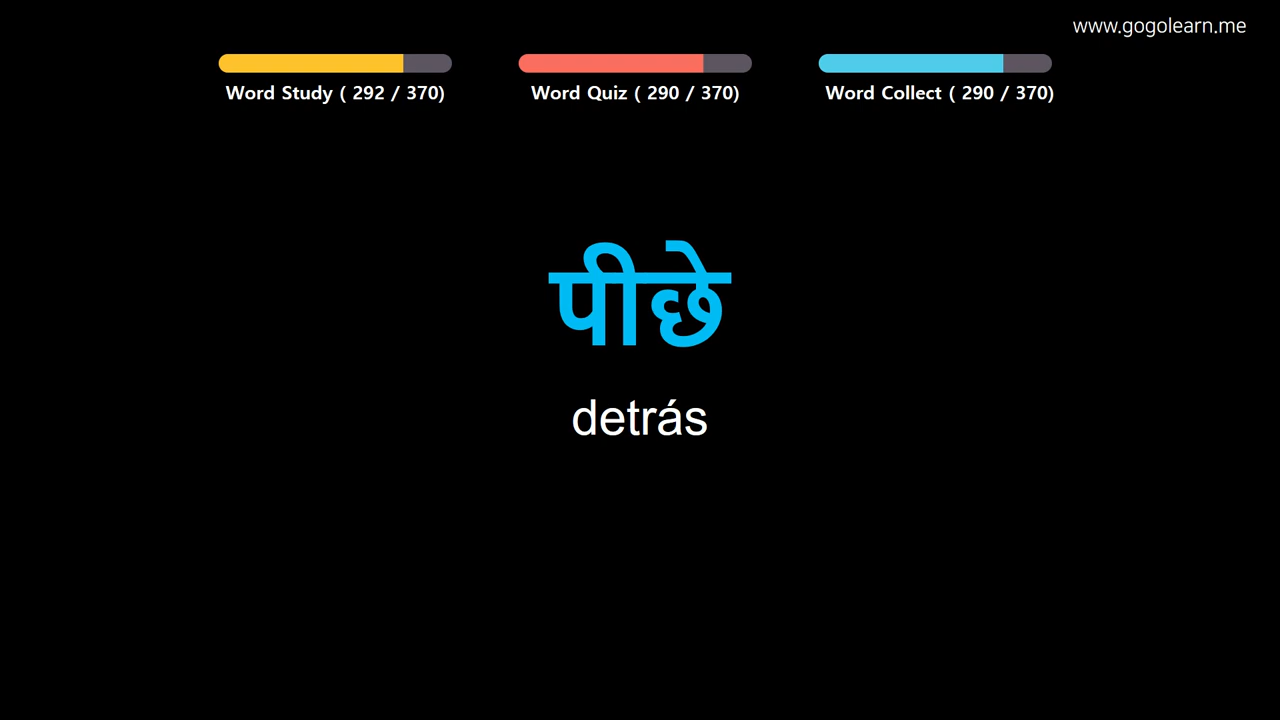 www.gogolearn.me
Word Study ( 292 / 370)
Word Quiz ( 290 / 370)
Word Collect ( 290 / 370)
पीछे
detrás